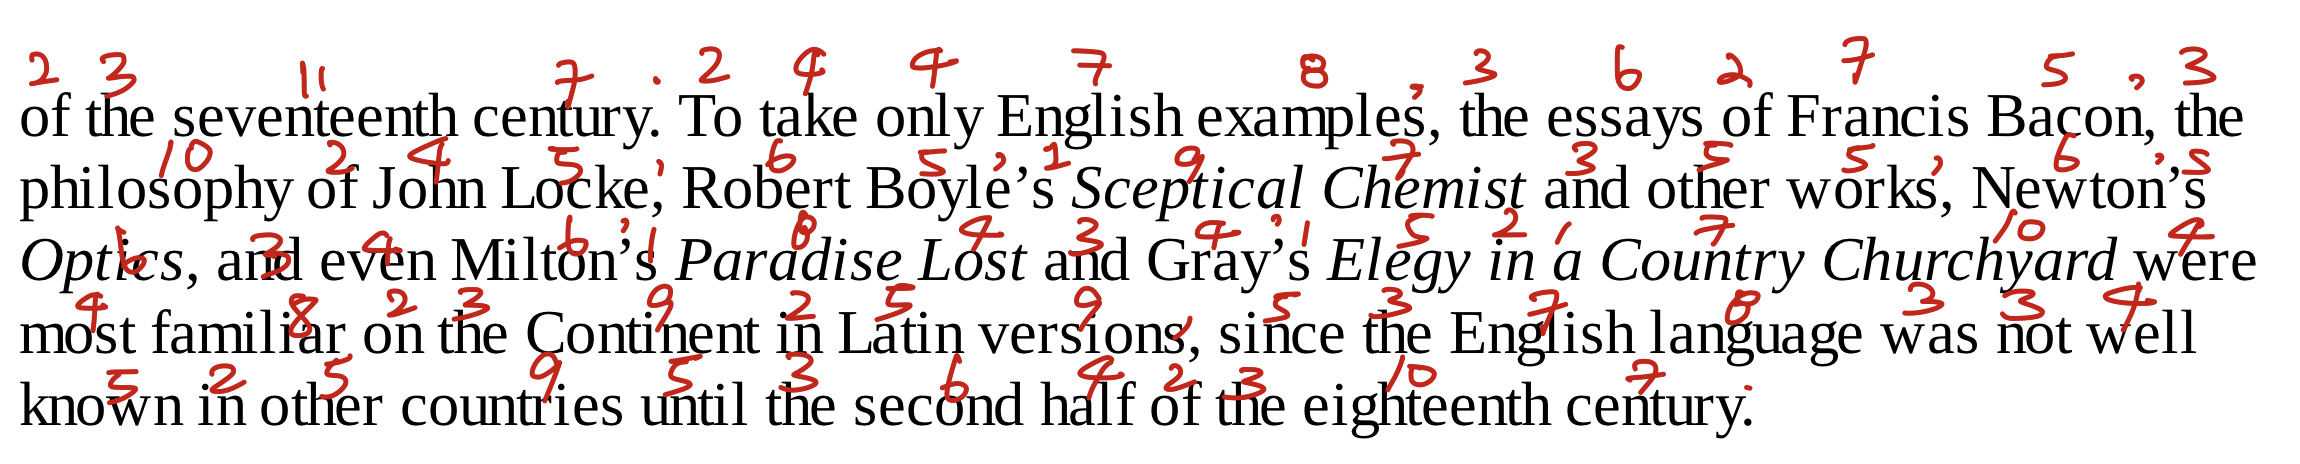 2 3 11 7 . 2 4 4 7 8 , 3 6 2 7 5 , 3
of the seventeenth century. To take only English examples, the essays of Francis Bacon, the
10 2 4 5 , 6 5 , 1 9 7 3 5 5 , 6 , 5
philosophy of John Locke, Robert Boyle’s Sceptical Chemist and other works, Newton’s
6 3 4 6 , 1 8 4 3 4 , 1 5 2 1 7 10 4
Optics, and even Milton’s Paradise Lost and Gray’s Elegy in a Country Churchyard were
4 8 2 3 9 2 5 9 , 5 3 7 8 3 3 4
most familiar on the Continent in Latin versions, since the English language was not well
5 2 5 9 5 3 6 4 2 3 10 7 .
known in other countries until the second half of the eighteenth century.